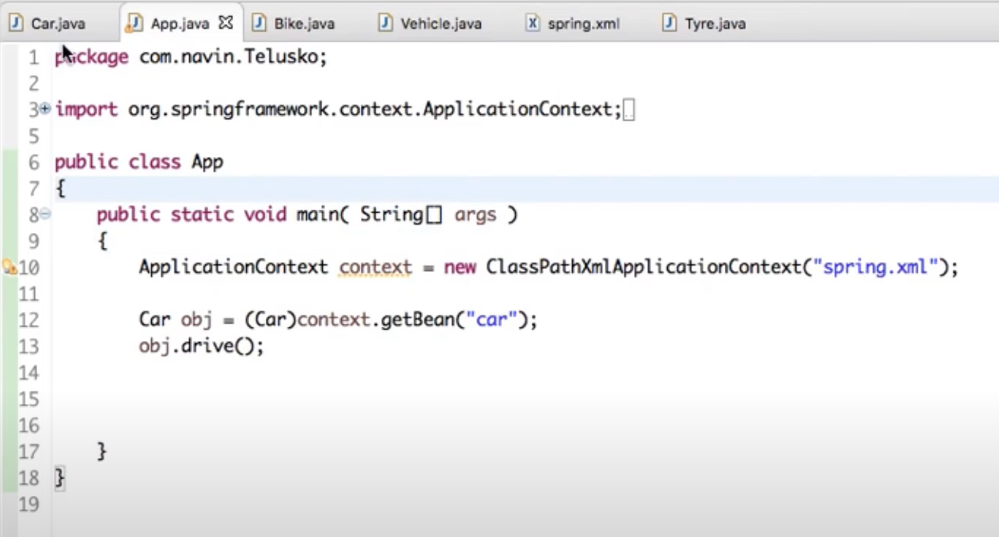 Car.java App.java Bike.java Vehicle.java spring.xml Tyre.java
1 package com.navin.Telusko;
2
3 import org.springframework.context.ApplicationContext;
5
6 public class App
7 {
8 public static void main( String[] args )
9 {
10 ApplicationContext context = new ClassPathXmlApplicationContext("spring.xml");
11
12 Car obj = (Car)context.getBean("car");
13 obj.drive();
14
15
16
17 }
18 }
19